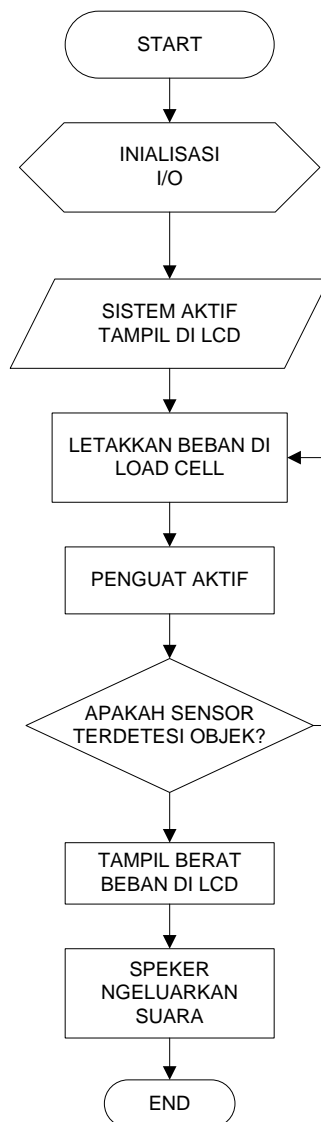 START
INIALISASI
I/O
SISTEM AKTIF
TAMPIL DI LCD
LETAKKAN BEBAN DI
LOAD CELL
PENGUAT AKTIF
APAKAH SENSOR
TERDETESI OBJEK?
TAMPIL BERAT
BEBAN DI LCD
SPEKER
NGELUARKAN
SUARA
END